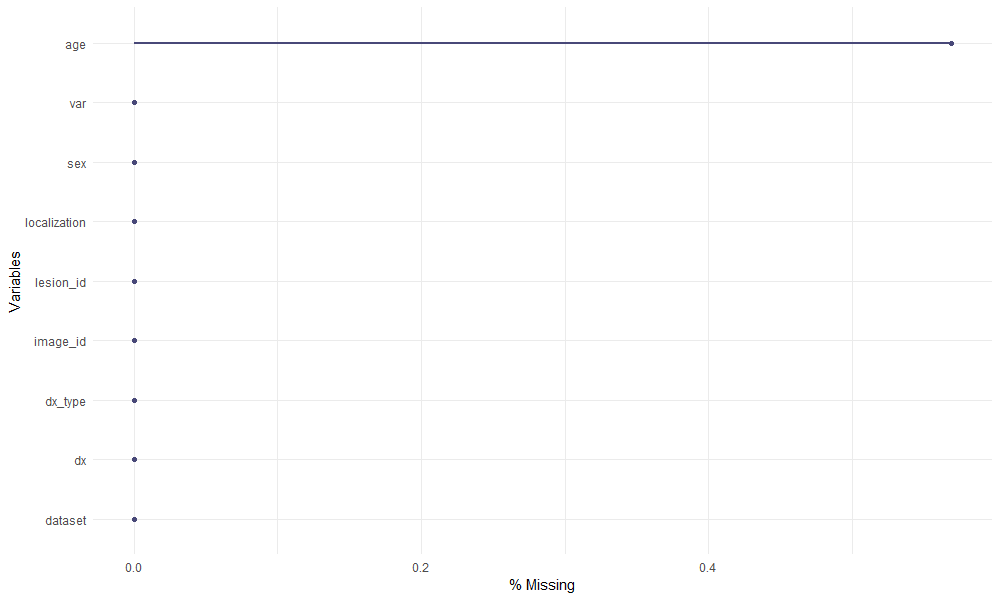 age
var
sex
localization
lesion_id
image_id
dx_type
dx
dataset
Variables
0.0 0.2 0.4
% Missing